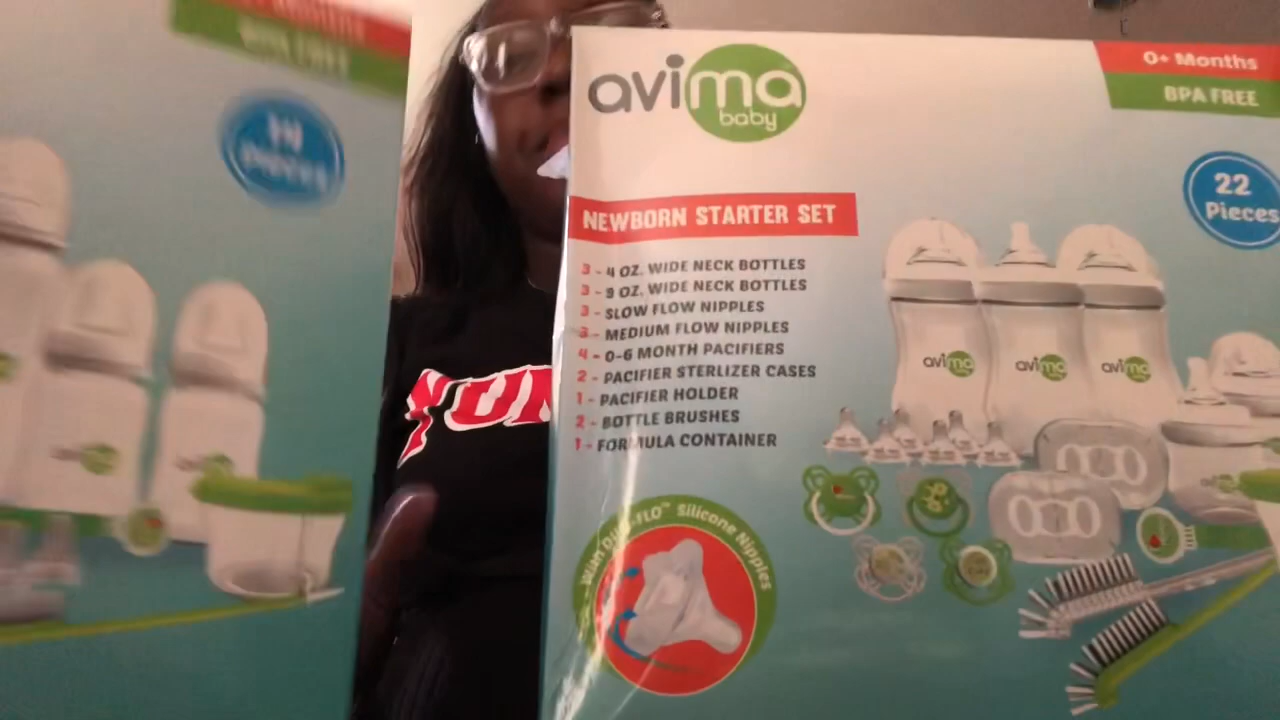 avima
baby
0+ Months
BPA FREE
22
Pieces
NEWBORN STARTER SET
3 - 4 OZ. WIDE NECK BOTTLES
3 - 9 OZ. WIDE NECK BOTTLES
3 - SLOW FLOW NIPPLES
3 - MEDIUM FLOW NIPPLES
4 - 0-6 MONTH PACIFIERS
2 - PACIFIER STERLIZER CASES
1 - PACIFIER HOLDER
2 - BOTTLE BRUSHES
1 - FORMULA CONTAINER
avima
avima
avima
FLO™ Silicone Nipples
Pieces